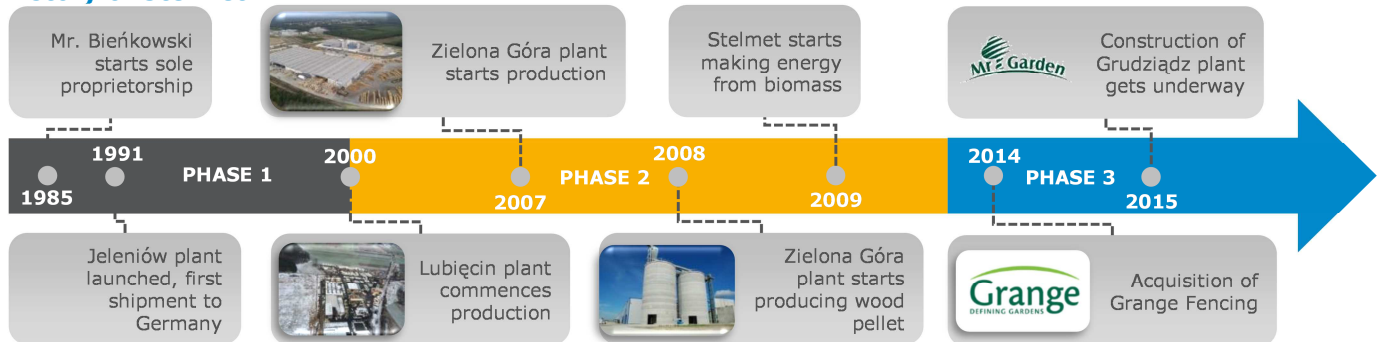 Mr. Bieńkowski
starts sole
proprietorship
Zielona Góra plant
starts production
Stelmet starts
making energy
from biomass
Mr Garden
Construction of
Grudziądz plant
gets underway
1985
1991
PHASE 1
2000
2007
PHASE 2
2008
2009
2014
PHASE 3
2015
Jeleniów plant
launched, first
shipment to
Germany
Lubięcin plant
commences
production
Zielona Góra
plant starts
producing wood
pellet
Grange
DEFINING GARDENS
Acquisition of
Grange Fencing